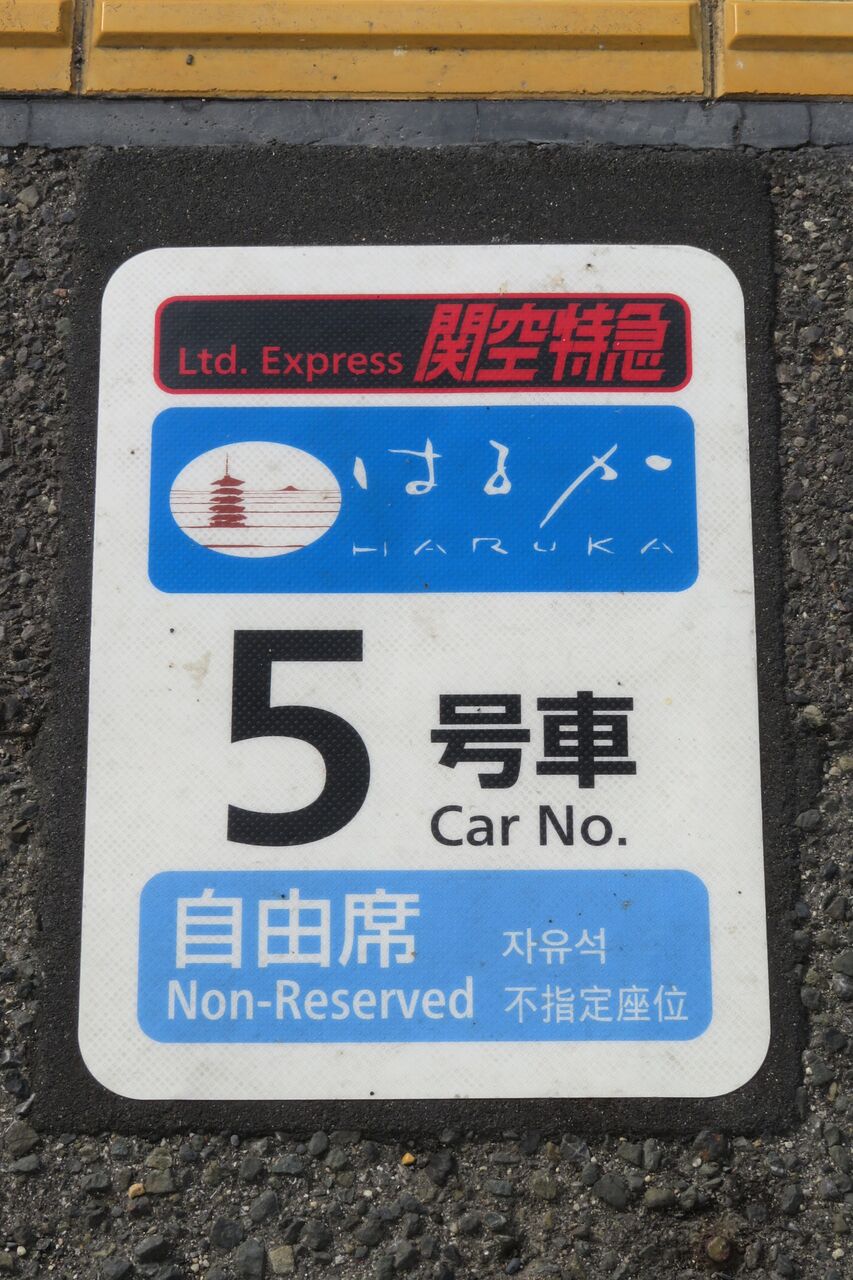 Ltd. Express 関空特急
はるか
HARUKA
5号車
Car No.
自由席 자유석
Non-Reserved 不指定座位